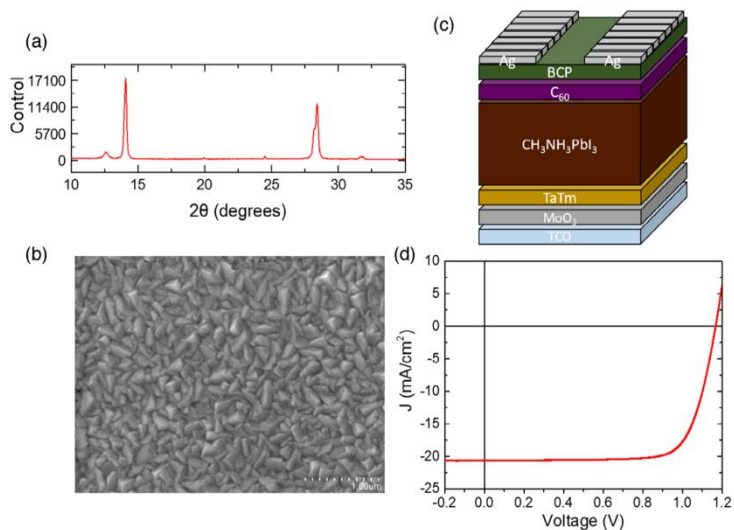 (a)
Control
17100
11400
5700
0
10 15 20 25 30 35
2θ (degrees)
(b)
1.00um
(c)
Ag Ag
BCP
C₆₀
CH₃NH₃PbI₃
TaTm
MoO₃
TCO
(d)
J (mA/cm²)
10
5
0
-5
-10
-15
-20
-25
-0.2 0.0 0.2 0.4 0.6 0.8 1.0 1.2
Voltage (V)